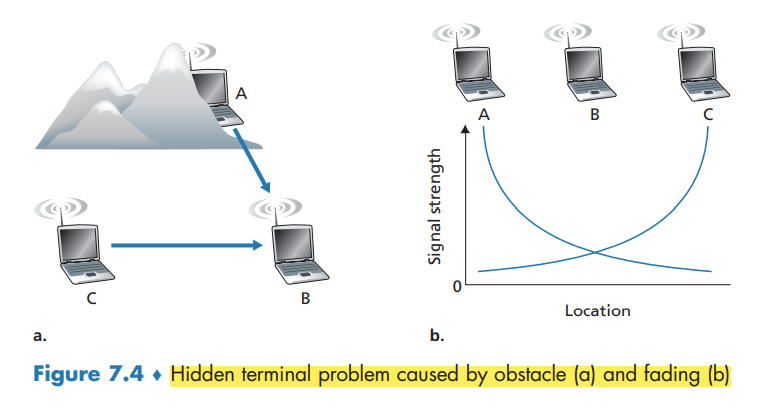 A
C
B
a.
A
B
C
Signal strength
0
Location
b.
Figure 7.4 ♦ Hidden terminal problem caused by obstacle (a) and fading (b)